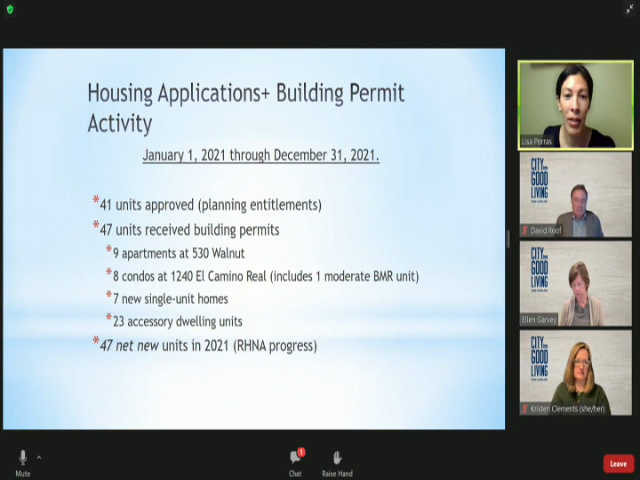 Housing Applications+ Building Permit
Activity
January 1, 2021 through December 31, 2021.
*41 units approved (planning entitlements)
*47 units received building permits
*9 apartments at 530 Walnut
*8 condos at 1240 El Camino Real (includes 1 moderate BMR unit)
*7 new single-unit homes
*23 accessory dwelling units
*47 net new units in 2021 (RHNA progress)
Lisa Porras
CITY
GOOD
LIVING
David Roof
CITY
GOOD
LIVING
Ellen Garvey
CITY
GOOD
LIVING
Kristen Clements (she/her)
Mute
1
Chat
Raise Hand
Leave